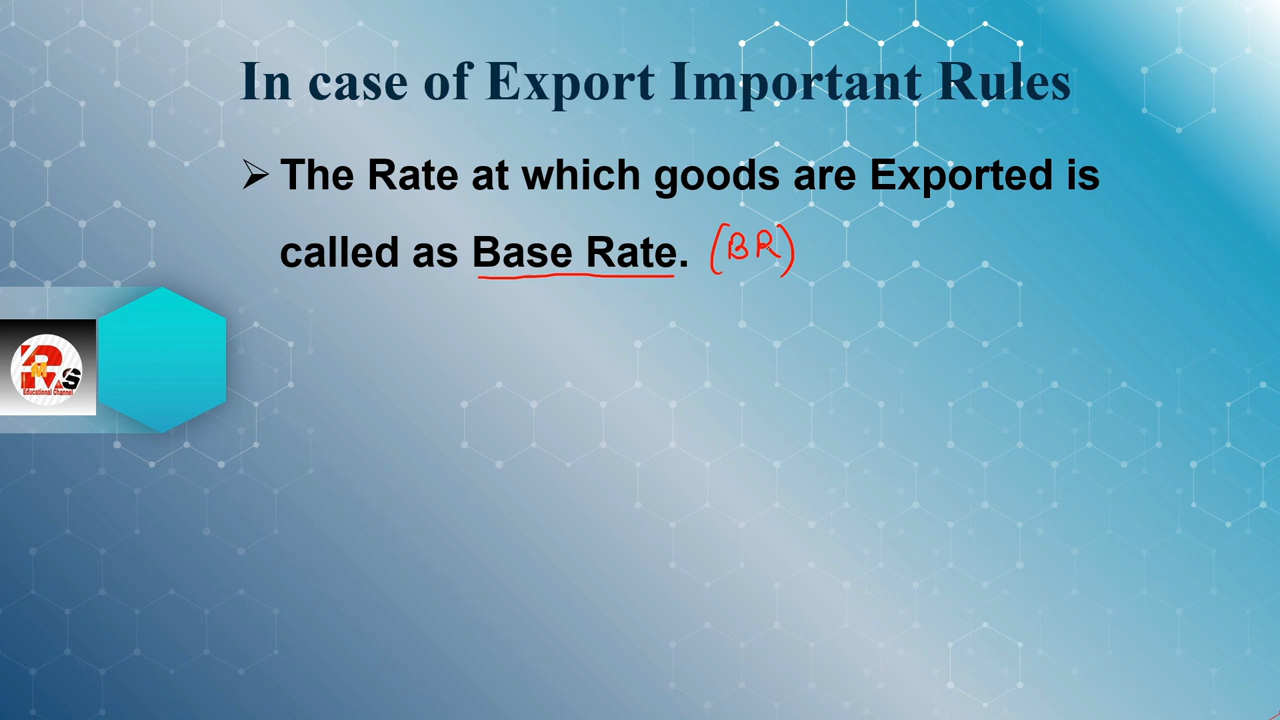 In case of Export Important Rules
➢ The Rate at which goods are Exported is
called as Base Rate. (BR)
Educational Channel